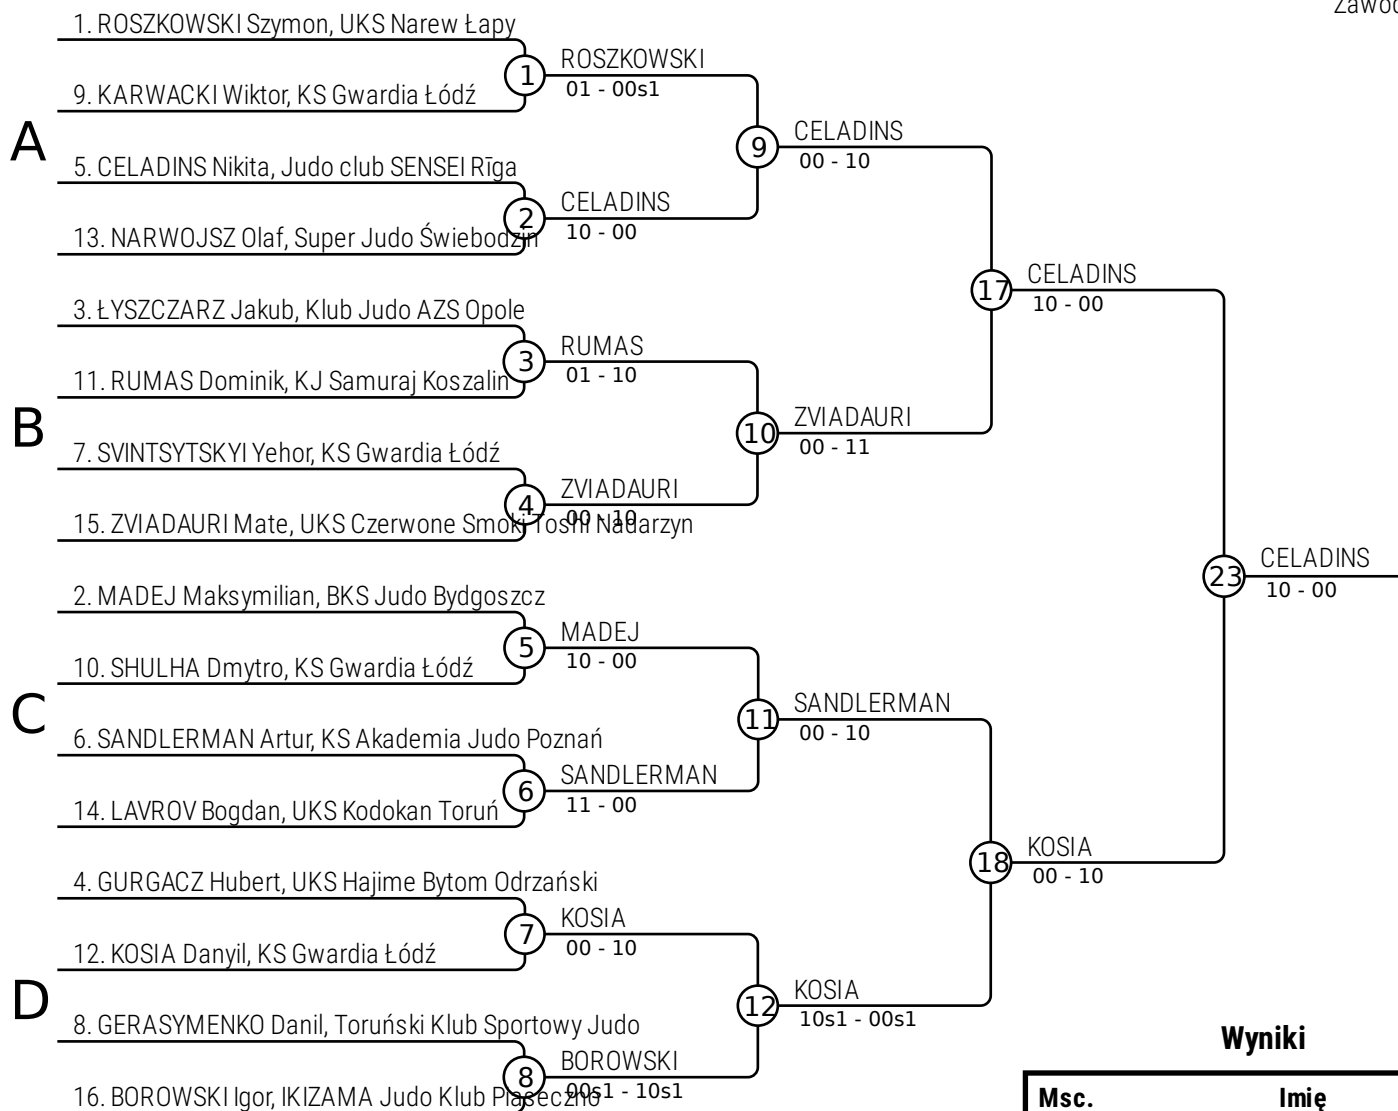 Zawod
1. ROSZKOWSKI Szymon, UKS Narew Łapy
1
ROSZKOWSKI
01 - 00s1
9. KARWACKI Wiktor, KS Gwardia Łódź
A
9
CELADINS
00 - 10
5. CELADINS Nikita, Judo club SENSEI Rīga
2
CELADINS
10 - 00
13. NARWOJSZ Olaf, Super Judo Świebodzin
17
CELADINS
10 - 00
3. ŁYSZCZARZ Jakub, Klub Judo AZS Opole
3
RUMAS
01 - 10
11. RUMAS Dominik, KJ Samuraj Koszalin
B
10
ZVIADAURI
00 - 11
7. SVINTSYTSKYI Yehor, KS Gwardia Łódź
4
ZVIADAURI
00 - 10
15. ZVIADAURI Mate, UKS Czerwone Smoki Toshi Nadarzyn
23
CELADINS
10 - 00
2. MADEJ Maksymilian, BKS Judo Bydgoszcz
5
MADEJ
10 - 00
10. SHULHA Dmytro, KS Gwardia Łódź
C
11
SANDLERMAN
00 - 10
6. SANDLERMAN Artur, KS Akademia Judo Poznań
6
SANDLERMAN
11 - 00
14. LAVROV Bogdan, UKS Kodokan Toruń
18
KOSIA
00 - 10
4. GURGACZ Hubert, UKS Hajime Bytom Odrzański
7
KOSIA
00 - 10
12. KOSIA Danyil, KS Gwardia Łódź
D
12
KOSIA
10s1 - 00s1
8. GERASYMENKO Danil, Toruński Klub Sportowy Judo
8
BOROWSKI
00s1 - 10s1
16. BOROWSKI Igor, IKIZAMA Judo Klub Piaseczno
Wyniki
Msc. Imię